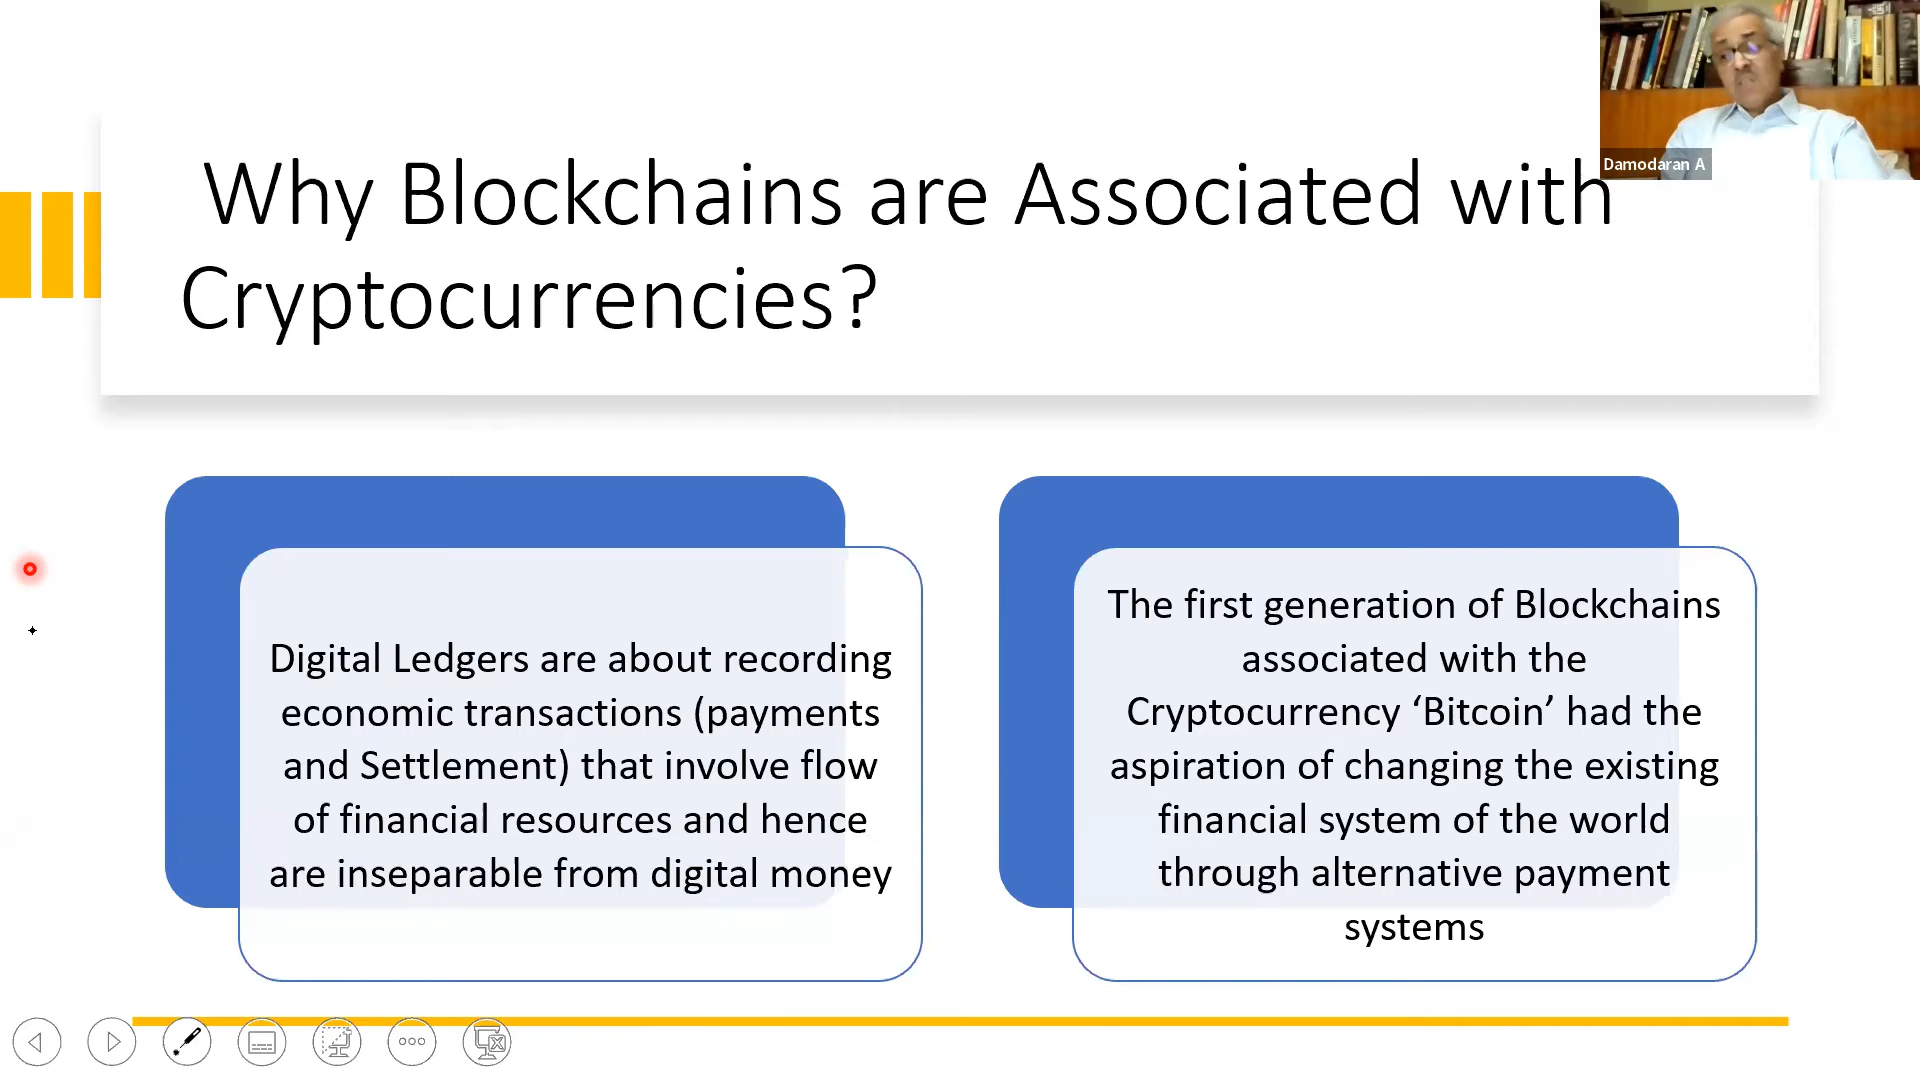 Damodaran A
Why Blockchains are Associated with
Cryptocurrencies?
Digital Ledgers are about recording
economic transactions (payments
and Settlement) that involve flow
of financial resources and hence
are inseparable from digital money
The first generation of Blockchains
associated with the
Cryptocurrency ‘Bitcoin’ had the
aspiration of changing the existing
financial system of the world
through alternative payment
systems